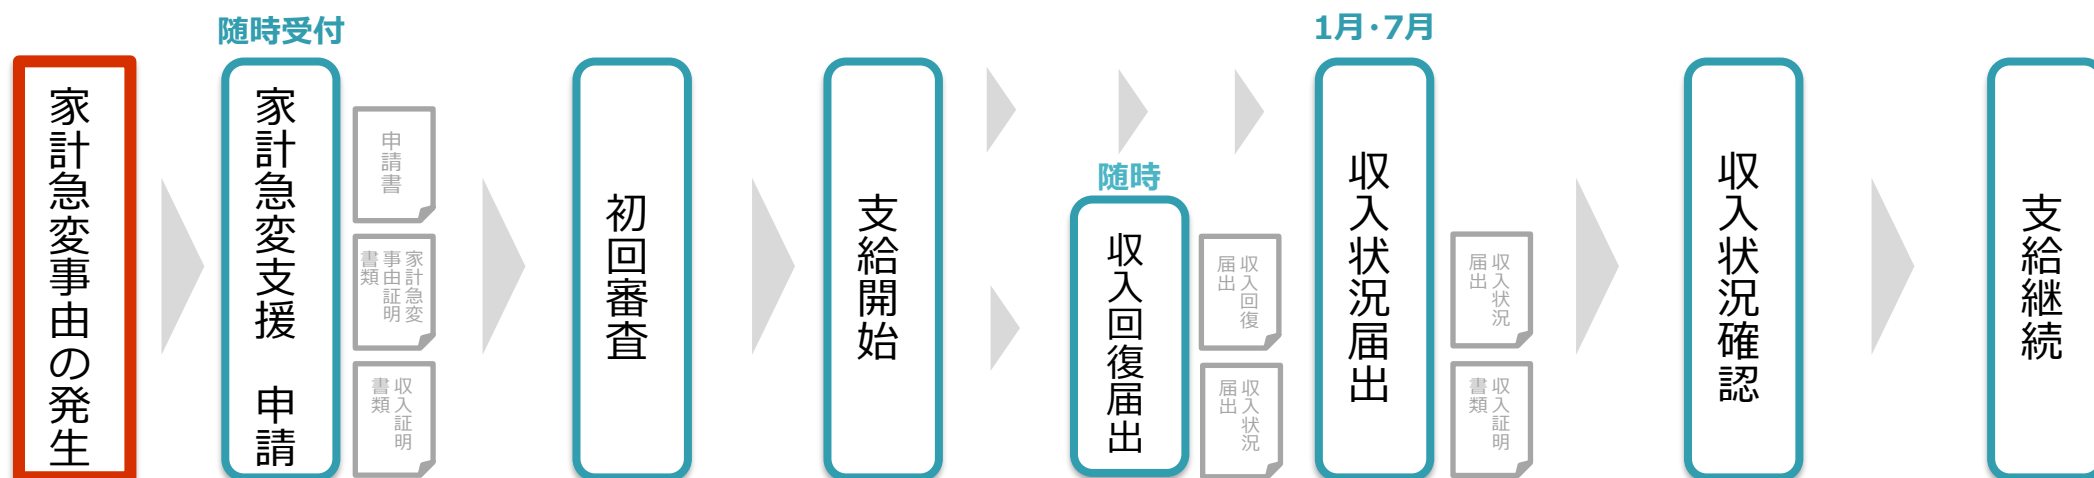 家計急変事由の発生
随時受付
家計急変支援　申請
申請書
家計急変
事由証明
書類
収入証明
書類
初回審査
支給開始
随時
収入回復届出
収入回復
届出
収入状況
届出
1月・7月
収入状況届出
収入状況
届出
収入証明
書類
収入状況確認
支給継続